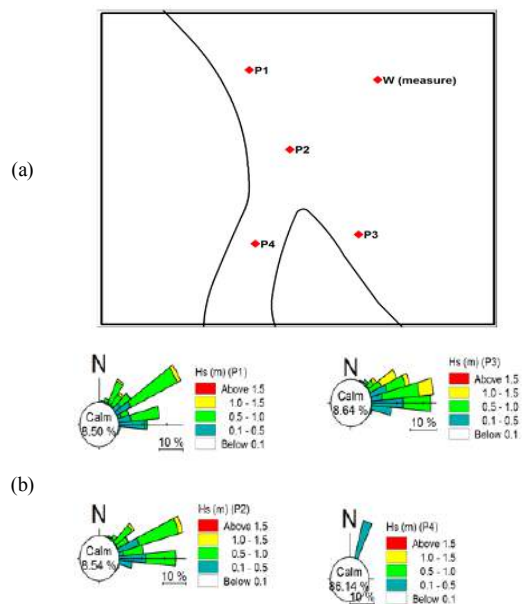 (a)
P1
W (measure)
P2
P3
P4
(b)
N
Calm
8.50 %
10 %
Hs (m) (P1)
Above 1.5
1.0 - 1.5
0.5 - 1.0
0.1 - 0.5
Below 0.1
Calm
8.64 %
10 %
Hs (m) (P3)
Above 1.5
1.0 - 1.5
0.5 - 1.0
0.1 - 0.5
Below 0.1
N
Calm
8.54 %
10 %
Hs (m) (P2)
Above 1.5
1.0 - 1.5
0.5 - 1.0
0.1 - 0.5
Below 0.1
N
Calm
86.14 %
10 %
Hs (m) (P4)
Above 1.5
1.0 - 1.5
0.5 - 1.0
0.1 - 0.5
Below 0.1